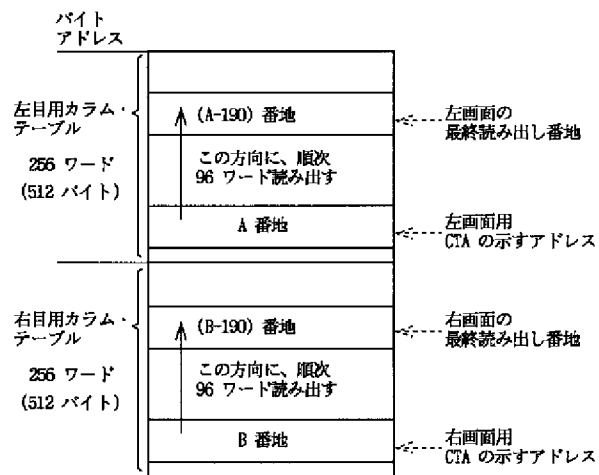 バイト
アドレス
左目用カラム・
テーブル
256 ワード
(512 バイト)
(A-190) 番地
この方向に、順次
96 ワード読み出す
A 番地
左画面の
最終読み出し番地
左画面用
CTA の示すアドレス
右目用カラム・
テーブル
256 ワード
(512 バイト)
(B-190) 番地
この方向に、順次
96 ワード読み出す
B 番地
右画面の
最終読み出し番地
右画面用
CTA の示すアドレス